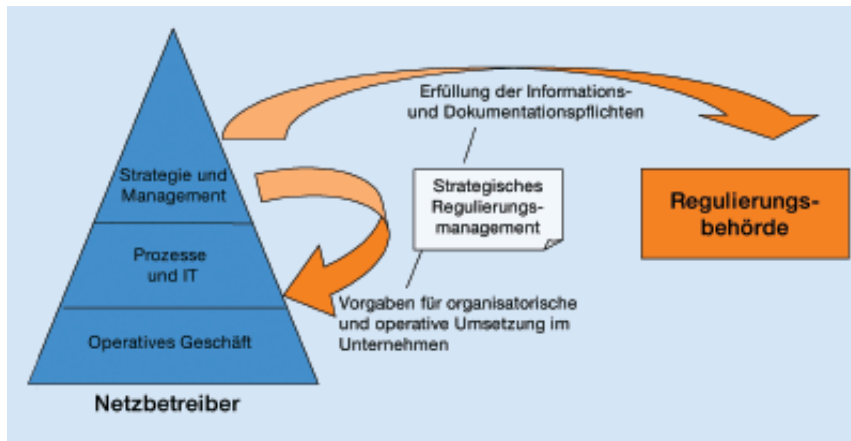 Erfüllung der Informations-
und Dokumentationspflichten
Strategie und
Management
Strategisches
Regulierungs-
management
Regulierungs-
behörde
Prozesse
und IT
Vorgaben für organisatorische
und operative Umsetzung im
Unternehmen
Operatives Geschäft
Netzbetreiber